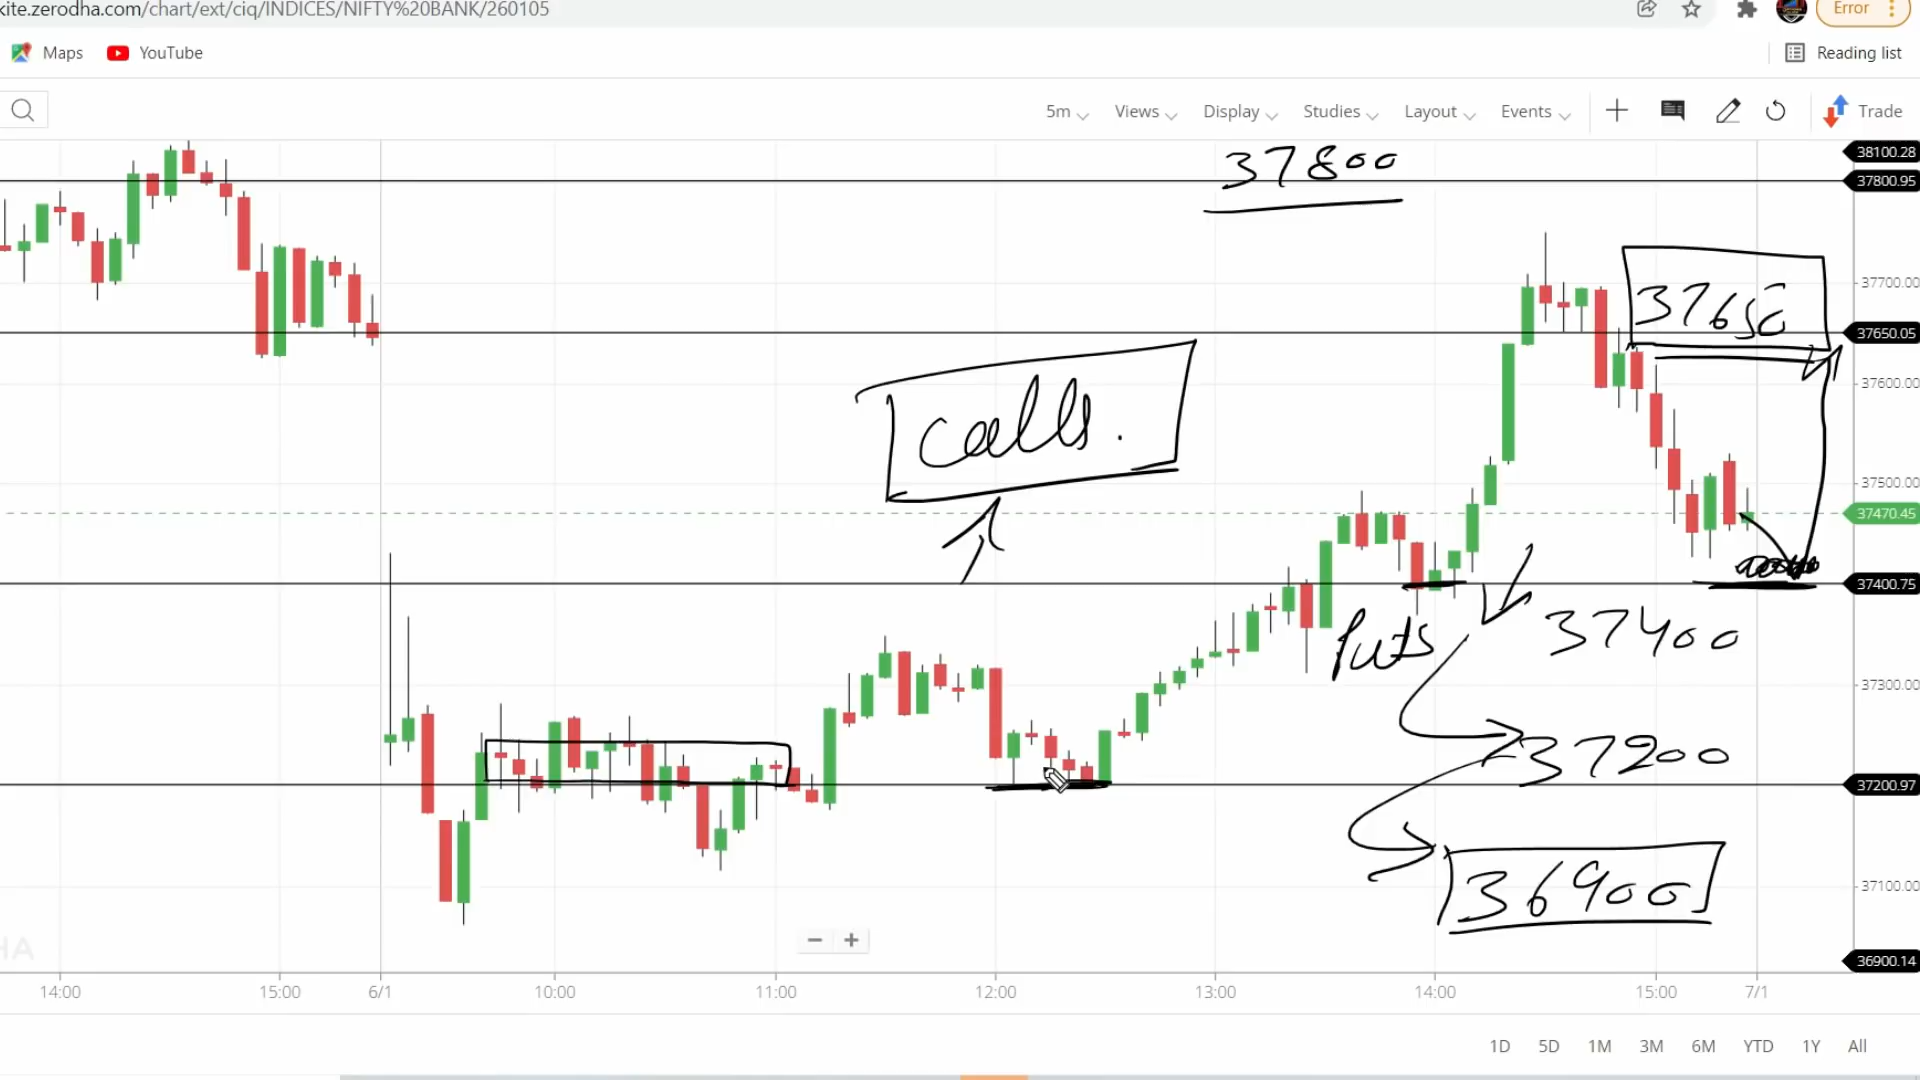 kite.zerodha.com/chart/ext/ciq/INDICES/NIFTY%20BANK/260105
Error
Maps
YouTube
Reading list
5m
Views
Display
Studies
Layout
Events
Trade
37800
38100.28
37800.95
37700.00
37650
37650.05
37600.00
calls.
37500.00
37470.45
37400.75
Puts
37400
37300.00
37200
37200.97
36900
37100.00
HA
36900.14
14:00
15:00
6/1
10:00
11:00
12:00
13:00
14:00
15:00
7/1
1D
5D
1M
3M
6M
YTD
1Y
All